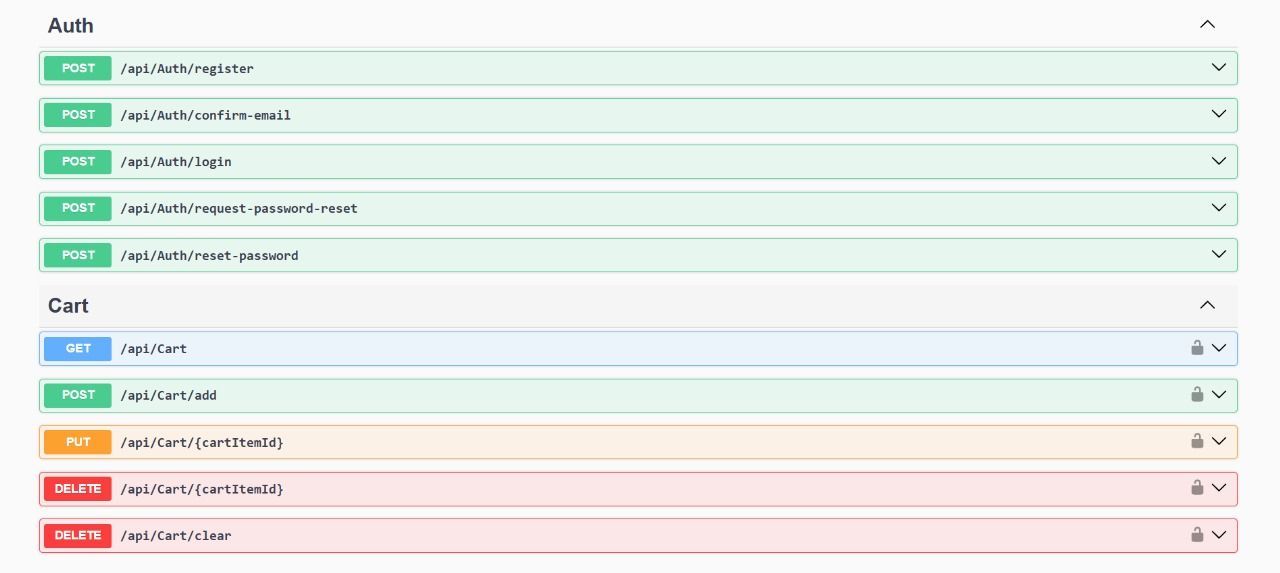 Auth
POST /api/Auth/register
POST /api/Auth/confirm-email
POST /api/Auth/login
POST /api/Auth/request-password-reset
POST /api/Auth/reset-password
Cart
GET /api/Cart
POST /api/Cart/add
PUT /api/Cart/{cartItemId}
DELETE /api/Cart/{cartItemId}
DELETE /api/Cart/clear